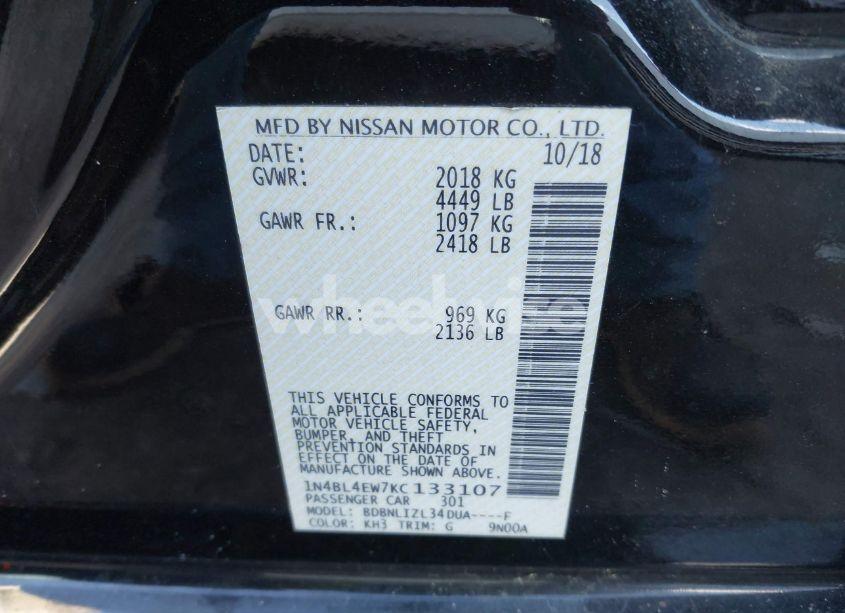 MFD BY NISSAN MOTOR CO., LTD.
DATE: 10/18
GVWR: 2018 KG
4449 LB
GAWR FR.: 1097 KG
2418 LB
wheelwise
GAWR RR.: 969 KG
2136 LB
THIS VEHICLE CONFORMS TO
ALL APPLICABLE FEDERAL
MOTOR VEHICLE SAFETY,
BUMPER, AND THEFT
PREVENTION STANDARDS IN
EFFECT ON THE DATE OF
MANUFACTURE SHOWN ABOVE.
1N4BL4EW7KC133107
PASSENGER CAR 301
MODEL: BDBNLIZL34DUA----F
COLOR: KH3 TRIM: G 9N00A